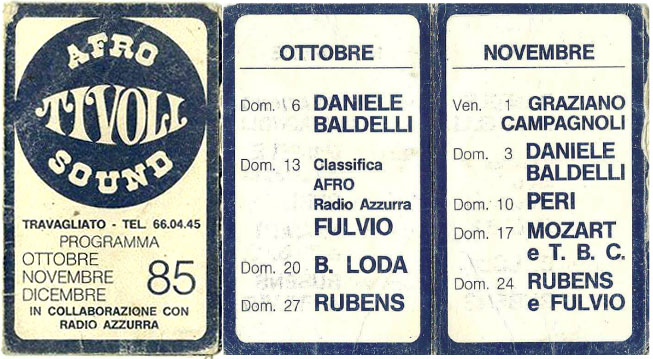 AFRO
TIVOLI
SOUND
TRAVAGLIATO - TEL. 66.04.45
PROGRAMMA
OTTOBRE
NOVEMBRE
DICEMBRE 85
IN COLLABORAZIONE CON
RADIO AZZURRA
OTTOBRE
Dom. 6 DANIELE
BALDELLI
Dom. 13 Classifica
AFRO
Radio Azzurra
FULVIO
Dom. 20 B. LODA
Dom. 27 RUBENS
NOVEMBRE
Ven. 1 GRAZIANO
CAMPAGNOLI
Dom. 3 DANIELE
BALDELLI
Dom. 10 PERI
Dom. 17 MOZART
e T. B. C.
Dom. 24 RUBENS
e FULVIO